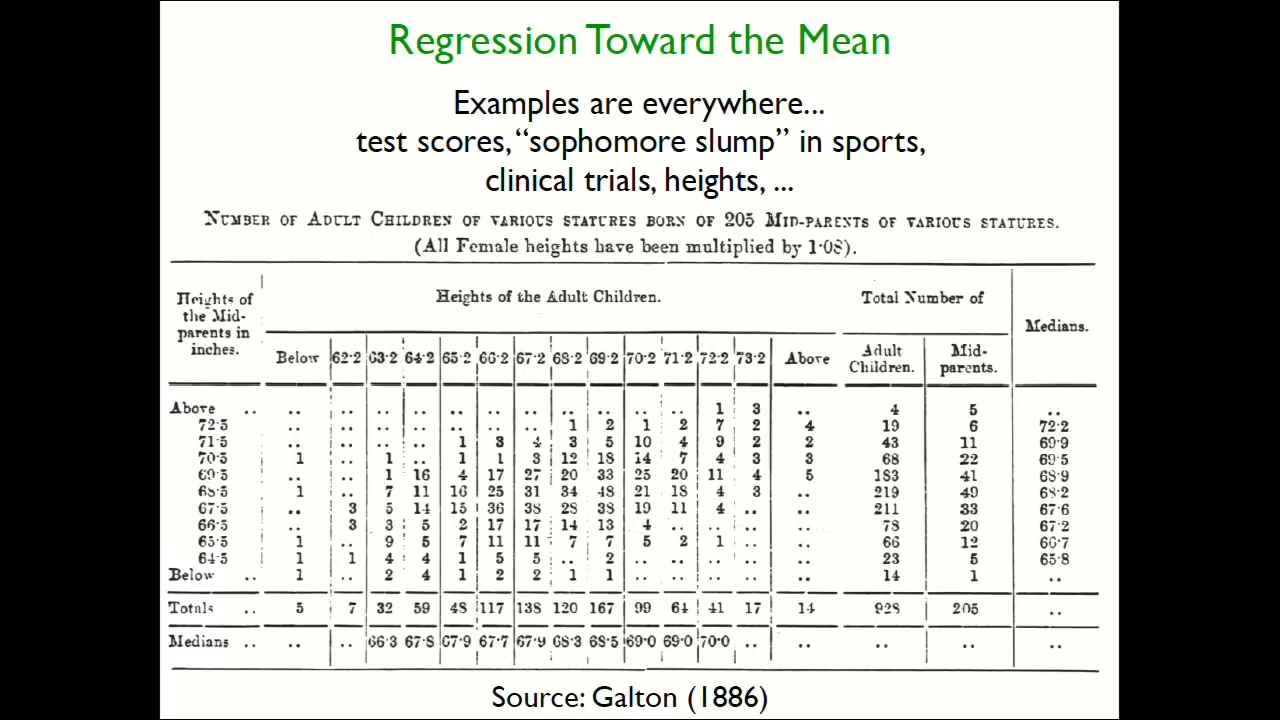 Regression Toward the Mean
Examples are everywhere...
test scores, “sophomore slump” in sports,
clinical trials, heights, ...
NUMBER OF ADULT CHILDREN OF VARIOUS STATURES BORN OF 205 MID-PARENTS OF VARIOUS STATURES.
(All Female heights have been multiplied by 1·08).
Heights of the Mid-parents in inches.
Heights of the Adult Children.
Total Number of
Medians.
Below 62·2 63·2 64·2 65·2 66·2 67·2 68·2 69·2 70·2 71·2 72·2 73·2 Above
Adult Children.
Mid-parents.
Above .. .. .. .. .. .. .. .. .. .. .. .. 1 3 .. 4 5 ..
72·5 .. .. .. .. .. .. .. 1 2 1 2 7 2 4 19 6 72·2
71·5 .. .. .. .. 1 3 4 3 5 10 4 9 2 2 43 11 69·9
70·5 1 .. 1 .. 1 1 3 12 18 14 7 4 3 3 68 22 69·5
69·5 .. .. 1 16 4 17 27 20 33 25 20 11 4 5 183 41 68·9
68·5 1 .. 7 11 16 25 31 34 48 21 18 4 3 .. 219 49 68·2
67·5 .. 3 5 14 15 36 38 28 38 19 11 4 .. .. 211 33 67·6
66·5 .. 3 3 5 2 17 17 14 13 4 .. .. .. .. 78 20 67·2
65·5 1 .. 9 5 7 11 11 7 7 5 2 1 .. .. 66 12 66·7
64·5 1 1 4 4 1 5 5 .. 2 .. .. .. .. .. 23 5 65·8
Below .. 1 .. 2 4 1 2 2 1 1 .. .. .. .. .. 14 1 ..
Totals .. 5 7 32 59 48 117 138 120 167 99 64 41 17 14 928 205 ..
Medians .. .. .. 66·3 67·8 67·9 67·7 67·9 68·3 68·5 69·0 69·0 70·0 .. .. .. .. ..
Source: Galton (1886)